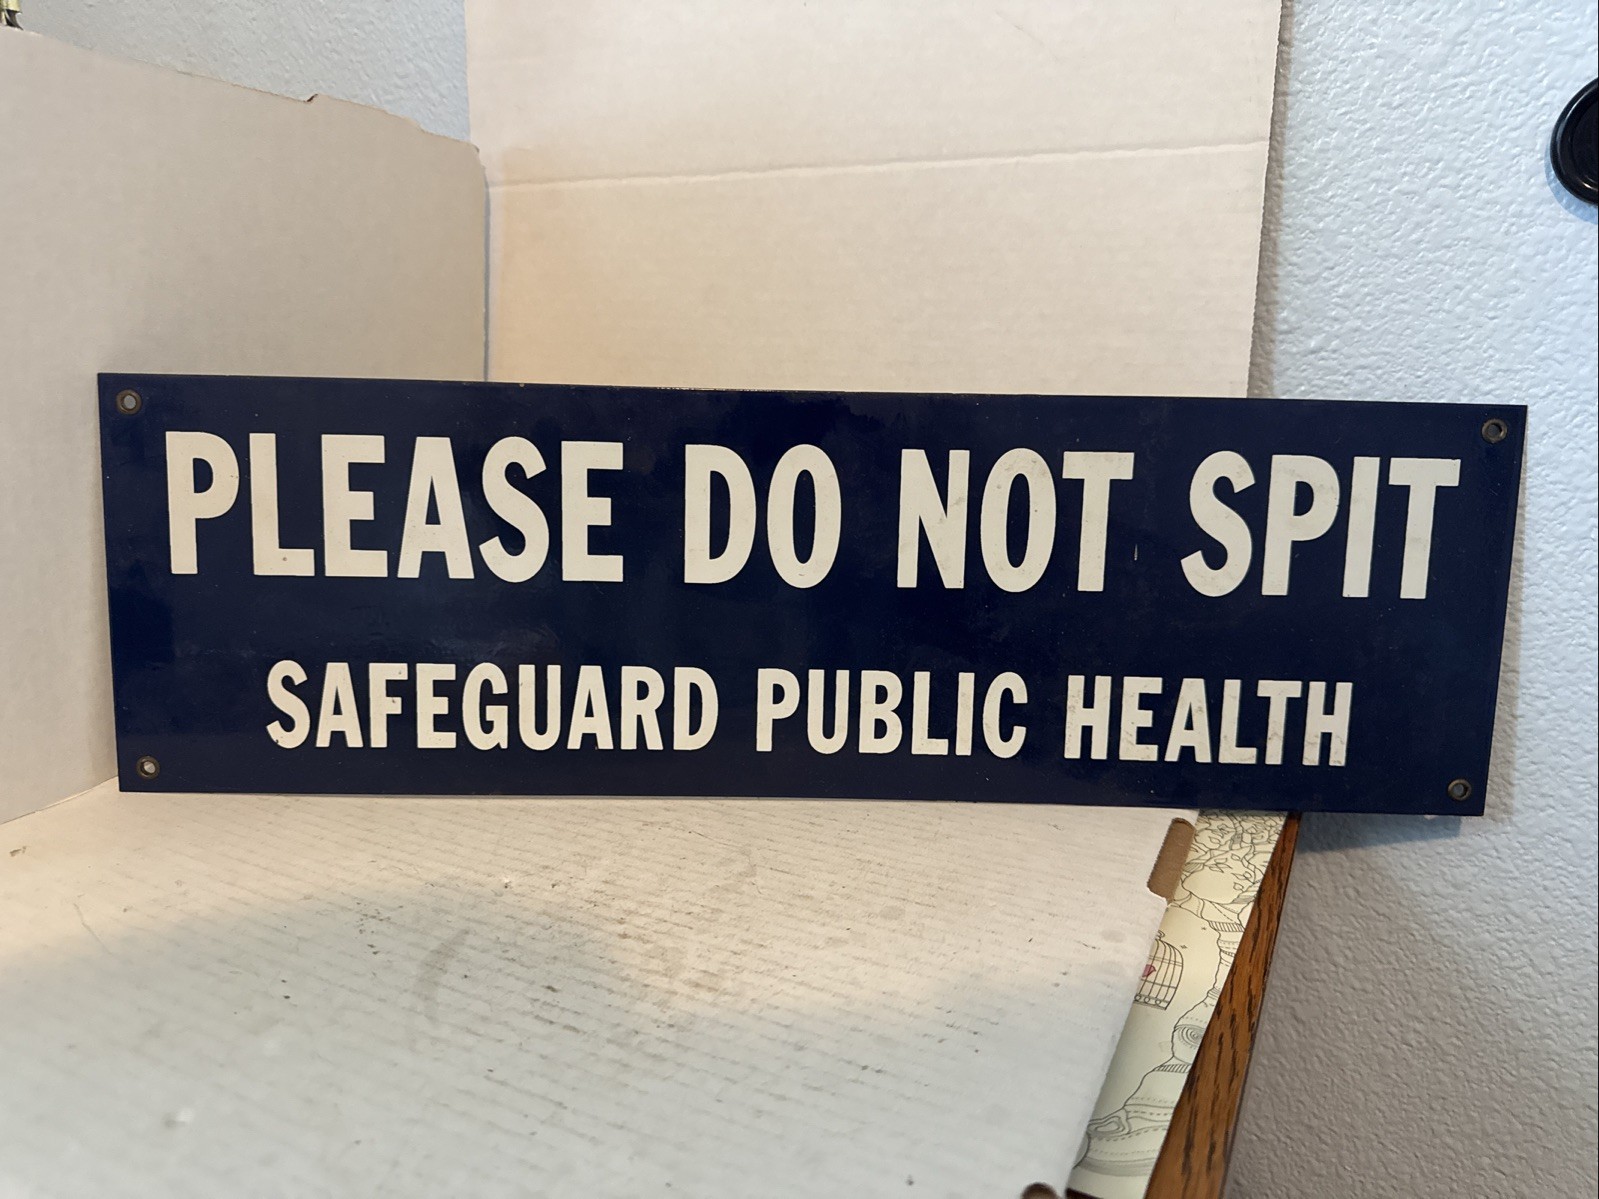 PLEASE DO NOT SPIT
SAFEGUARD PUBLIC HEALTH